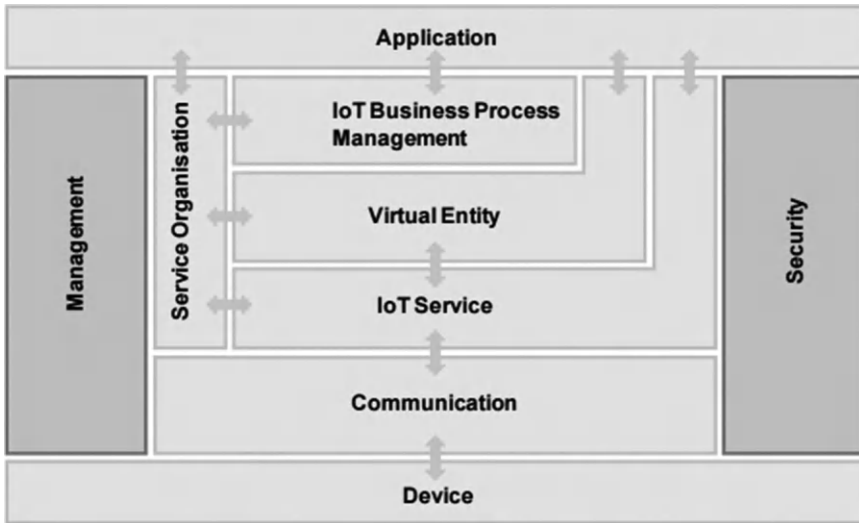 Application
Management
Service Organisation
IoT Business Process
Management
Virtual Entity
IoT Service
Security
Communication
Device